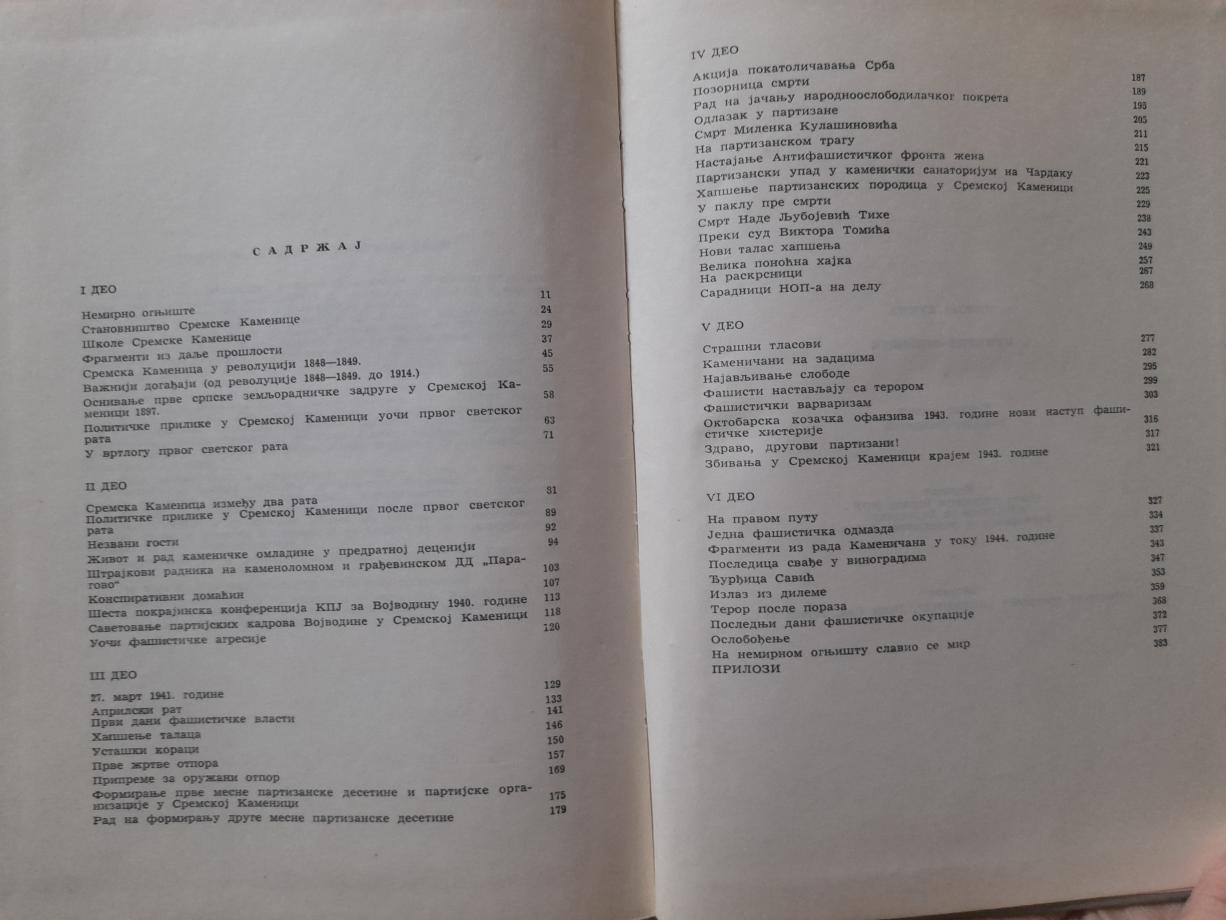 САДРЖАЈ
I ДЕО
Немирно огњиште 11
Становништво Сремске Каменице 24
Школе Сремске Каменице 29
Фрагменти из даље прошлости 37
Сремска Каменица у револуцији 1848—1849. 45
Важнији догађаји (од револуције 1848—1849. до 1914.) 55
Оснивање прве српске земљорадничке задруге у Сремској Ка-
меници 1897. 58
Политичке прилике у Сремској Каменици уочи првог светског
рата 63
У вртлогу првог светског рата 71
II ДЕО
Сремска Каменица између два рата 81
Политичке прилике у Сремској Каменици после првог светског
рата 89
Незвани гости 92
Живот и рад каменичке омладине у предратној деценији 94
Штрајкови радника на каменоломном и грађевинском ДД „Пара-
гово“ 103
Конспиративни домаћин 107
Шеста покрајинска конференција КПЈ за Војводину 1940. године 113
Саветовање партијских кадрова Војводине у Сремској Каменици 118
Уочи фашистичке агресије 120
III ДЕО
27. март 1941. године 129
Априлски рат 133
Први дани фашистичке власти 141
Хапшење талаца 146
Усташки кораци 150
Прве жртве отпора 157
Припреме за оружани отпор 169
Формирање прве месне партизанске десетине и партијске орга-
низације у Сремској Каменици 175
Рад на формирању друге месне партизанске десетине 179
IV ДЕО
Акција покатоличавања Срба 187
Позорница смрти 189
Рад на јачању народноослободилачког покрета 195
Одлазак у партизане 205
Смрт Миленка Кулашиновића 211
На партизанском трагу 215
Настајање Антифашистичког фронта жена 221
Партизански упад у каменички санаторијум на Чардаку 223
Хапшење партизанских породица у Сремској Каменици 225
У паклу пре смрти 229
Смрт Наде Љубојевић Тихе 238
Преки суд Виктора Томића 243
Нови талас хапшења 249
Велика поноћна хајка 257
На раскрсници 267
Сарадници НОП-а на делу 268
V ДЕО
Страшни тласови 277
Каменичани на задацима 282
Најављивање слободе 295
Фашисти настављају са терором 299
Фашистички варваризам 303
Октобарска козачка офанзива 1943. године нови наступ фаши-
стичке хистерије 316
Здраво, другови партизани! 317
Збивања у Сремској Каменици крајем 1943. године 321
VI ДЕО
На правом путу 327
Једна фашистичка одмазда 334
Фрагменти из рада Каменичана у току 1944. године 337
Последица свађе у виноградима 343
Ђурђица Савић 347
Излаз из дилеме 353
Терор после пораза 359
Последњи дани фашистичке окупације 368
Ослобођење 372
На немирном огњишту славио се мир 377
ПРИЛОЗИ 383